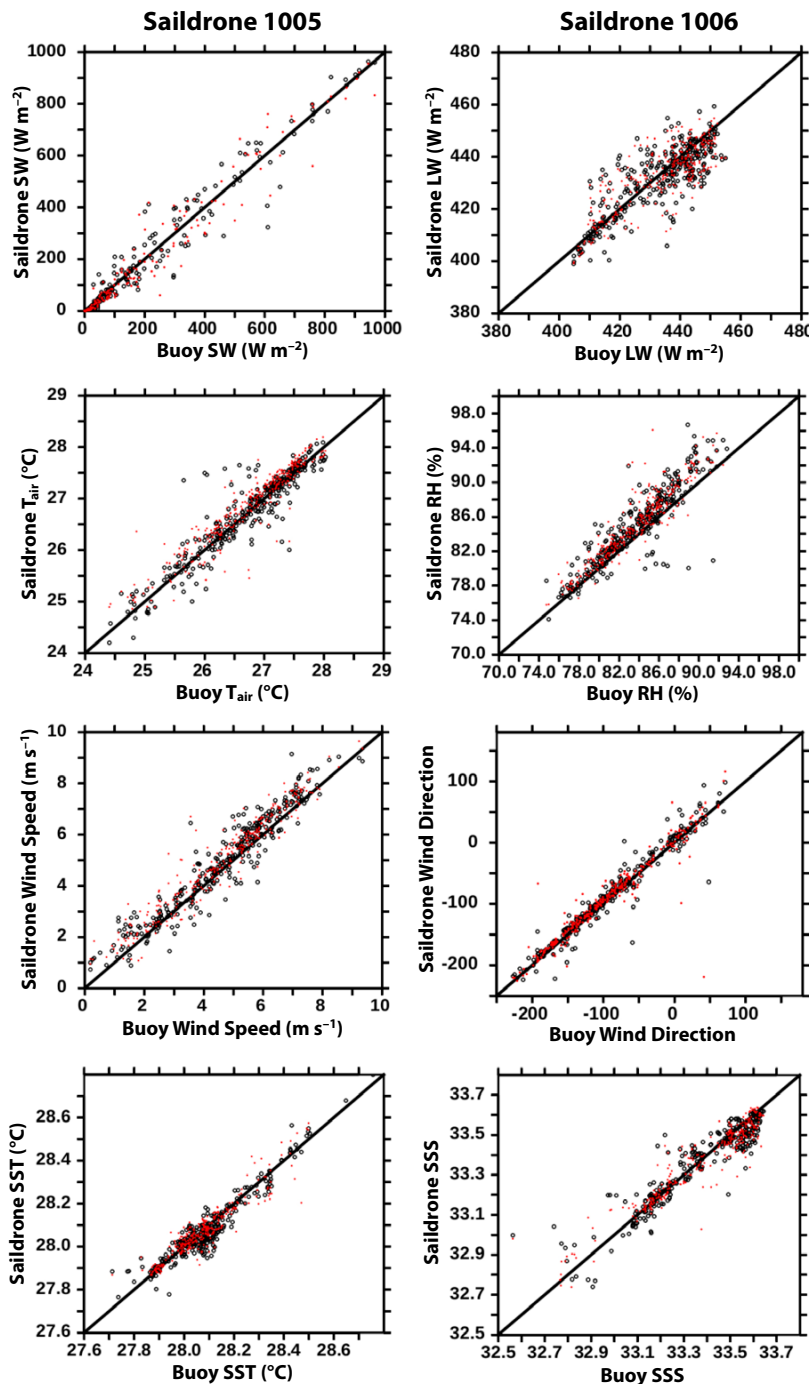 Saildrone 1005
Saildrone 1006
Saildrone SW
(W m⁻²)
1000
800
600
400
200
0
0 200 400 600 800 1000
Buoy SW (W m⁻²)
Saildrone LW
(W m⁻²)
480
460
440
420
400
380
380 400 420 440 460 480
Buoy LW (W m⁻²)
Saildrone Tair (°C)
29
28
27
26
25
24
24 25 26 27 28 29
Buoy Tair (°C)
Saildrone RH (%)
98.0
94.0
90.0
86.0
82.0
78.0
74.0
70.0
70.0 74.0 78.0 82.0 86.0 90.0 94.0 98.0
Buoy RH (%)
Saildrone Wind Speed (m s⁻¹)
10
8
6
4
2
0
0 2 4 6 8 10
Buoy Wind Speed (m s⁻¹)
Saildrone Wind Direction
100
0
-100
-200
-200 -100 0 100
Buoy Wind Direction
Saildrone SST (°C)
28.6
28.4
28.2
28.0
27.8
27.6
27.6 27.8 28.0 28.2 28.4 28.6
Buoy SST (°C)
Saildrone SSS
33.7
33.5
33.3
33.1
32.9
32.7
32.5
32.5 32.7 32.9 33.1 33.3 33.5 33.7
Buoy SSS